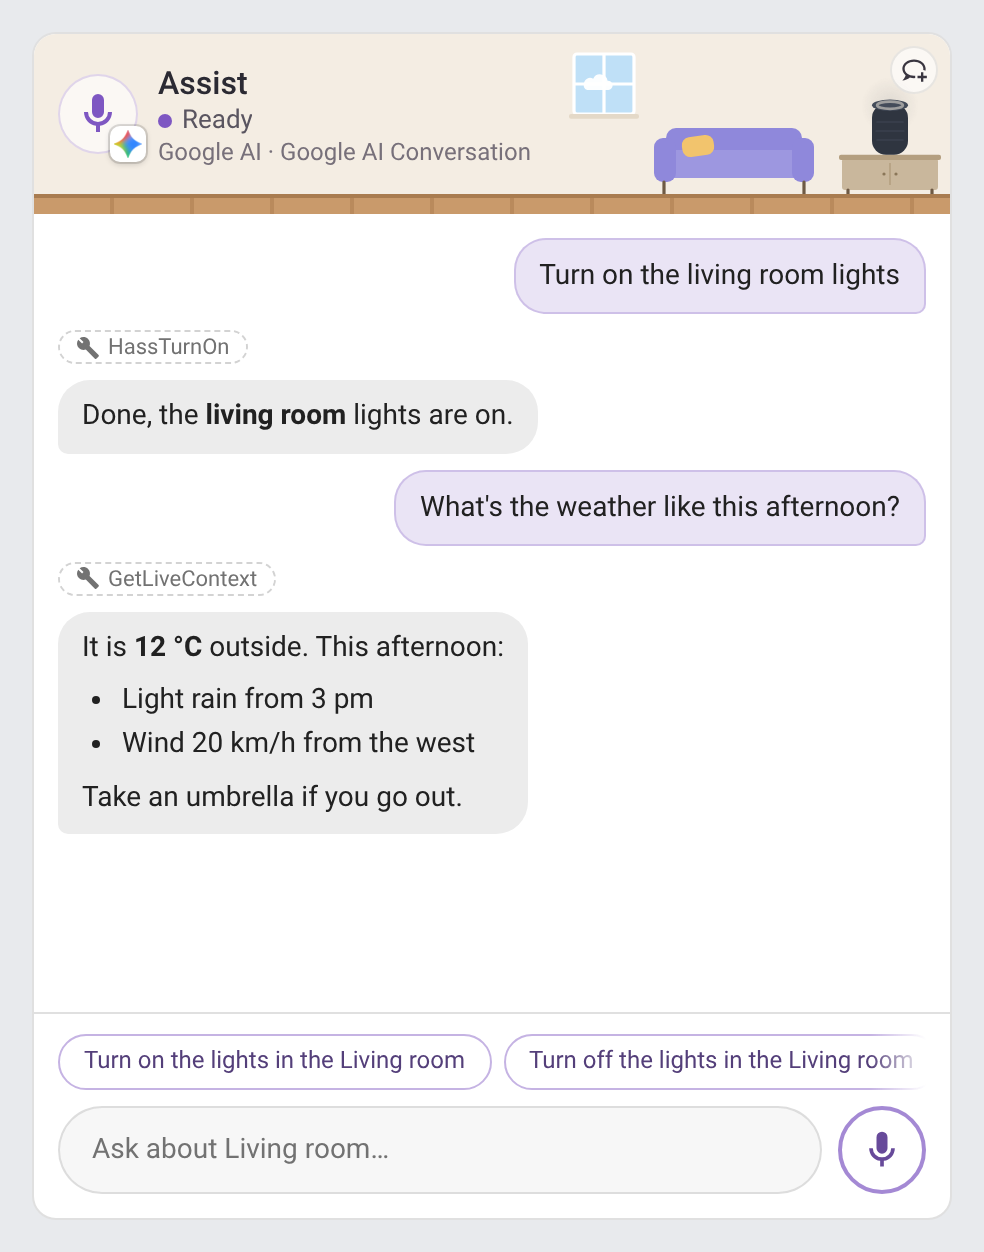 Assist
Ready
Google AI · Google AI Conversation
Turn on the living room lights
HassTurnOn
Done, the living room lights are on.
What's the weather like this afternoon?
GetLiveContext
It is 12 °C outside. This afternoon:
• Light rain from 3 pm
• Wind 20 km/h from the west
Take an umbrella if you go out.
Turn on the lights in the Living room
Turn off the lights in the Living room
Ask about Living room…